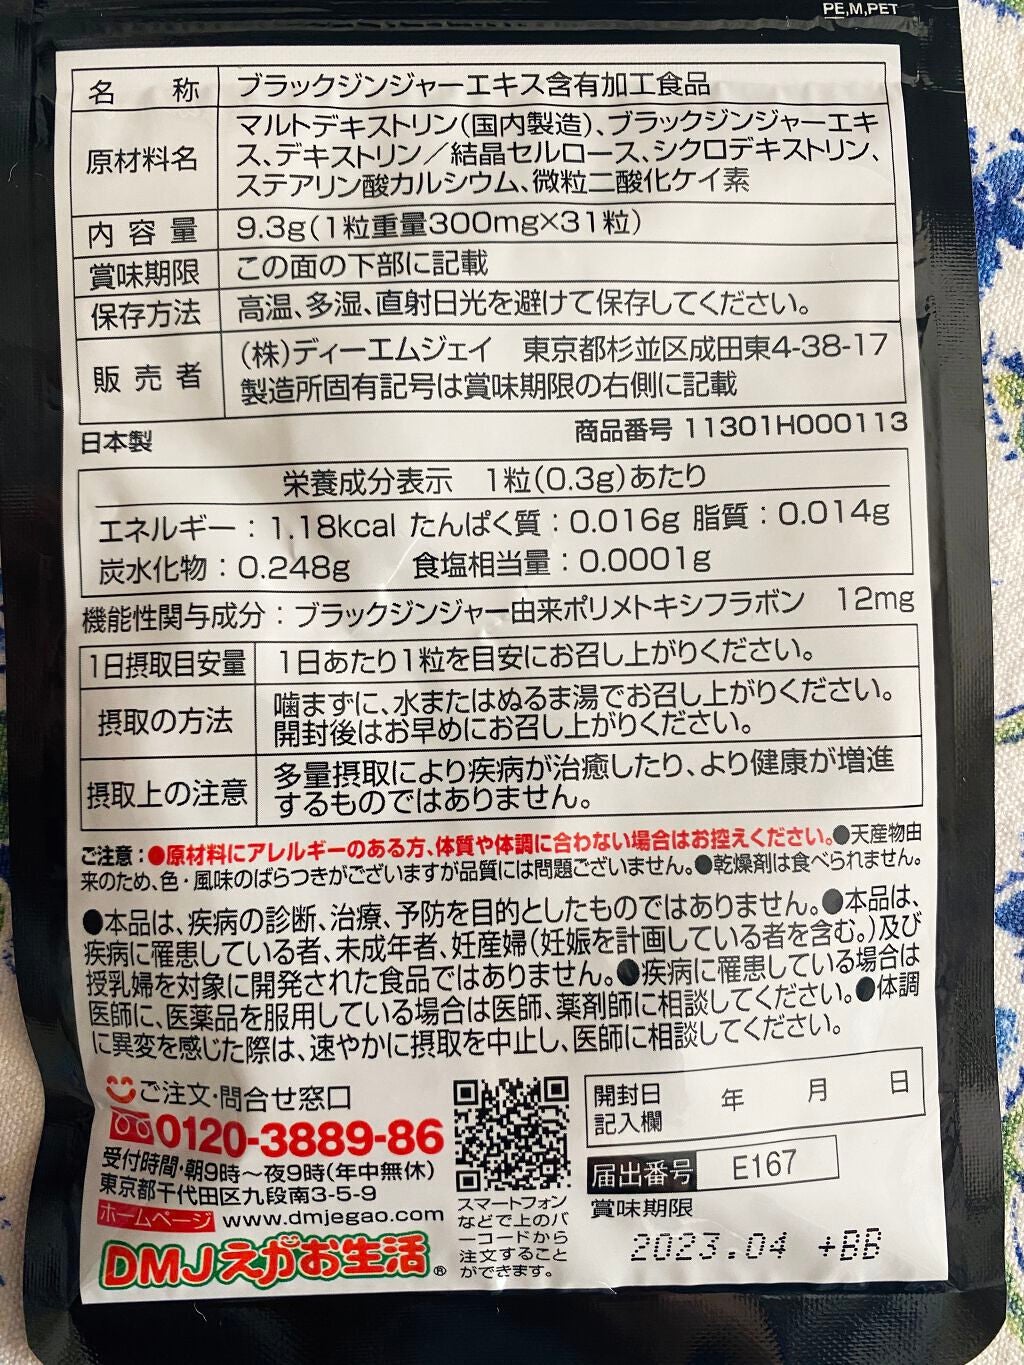 PE,M,PET
名称 ブラックジンジャーエキス含有加工食品
原材料名 マルトデキストリン(国内製造)、ブラックジンジャーエキ
ス、デキストリン/結晶セルロース、シクロデキストリン、
ステアリン酸カルシウム、微粒二酸化ケイ素
内容量 9.3g(1粒重量300mg×31粒)
賞味期限 この面の下部に記載
保存方法 高温、多湿、直射日光を避けて保存してください。
販売者 (株)ディーエムジェイ 東京都杉並区成田東4-38-17
製造所固有記号は賞味期限の右側に記載
日本製 商品番号 11301H000113
栄養成分表示 1粒(0.3g)あたり
エネルギー:1.18kcal たんぱく質:0.016g 脂質:0.014g
炭水化物:0.248g 食塩相当量:0.0001g
機能性関与成分:ブラックジンジャー由来ポリメトキシフラボン 12mg
1日摂取目安量 1日あたり1粒を目安にお召し上がりください。
摂取の方法 噛まずに、水またはぬるま湯でお召し上がりください。
開封後はお早めにお召し上がりください。
摂取上の注意 多量摂取により疾病が治癒したり、より健康が増進
するものではありません。
ご注意:●原材料にアレルギーのある方、体質や体調に合わない場合はお控えください。●天産物由
来のため、色・風味のばらつきがございますが品質には問題ございません。●乾燥剤は食べられません。
●本品は、疾病の診断、治療、予防を目的としたものではありません。●本品は、
疾病に罹患している者、未成年者、妊産婦(妊娠を計画している者を含む。)及び
授乳婦を対象に開発された食品ではありません。●疾病に罹患している場合は
医師に、医薬品を服用している場合は医師、薬剤師に相談してください。●体調
に異変を感じた際は、速やかに摂取を中止し、医師に相談してください。
ご注文・問合せ窓口
0120-3889-86
受付時間・朝9時〜夜9時(年中無休)
東京都千代田区九段南3-5-9
ホームページ www.dmjegao.com
DMJえがお生活®
スマートフォン
などで上のバ
ーコードから
注文すること
ができます。
開封日 年 月 日
記入欄
届出番号 E167
賞味期限
2023.04 +BB